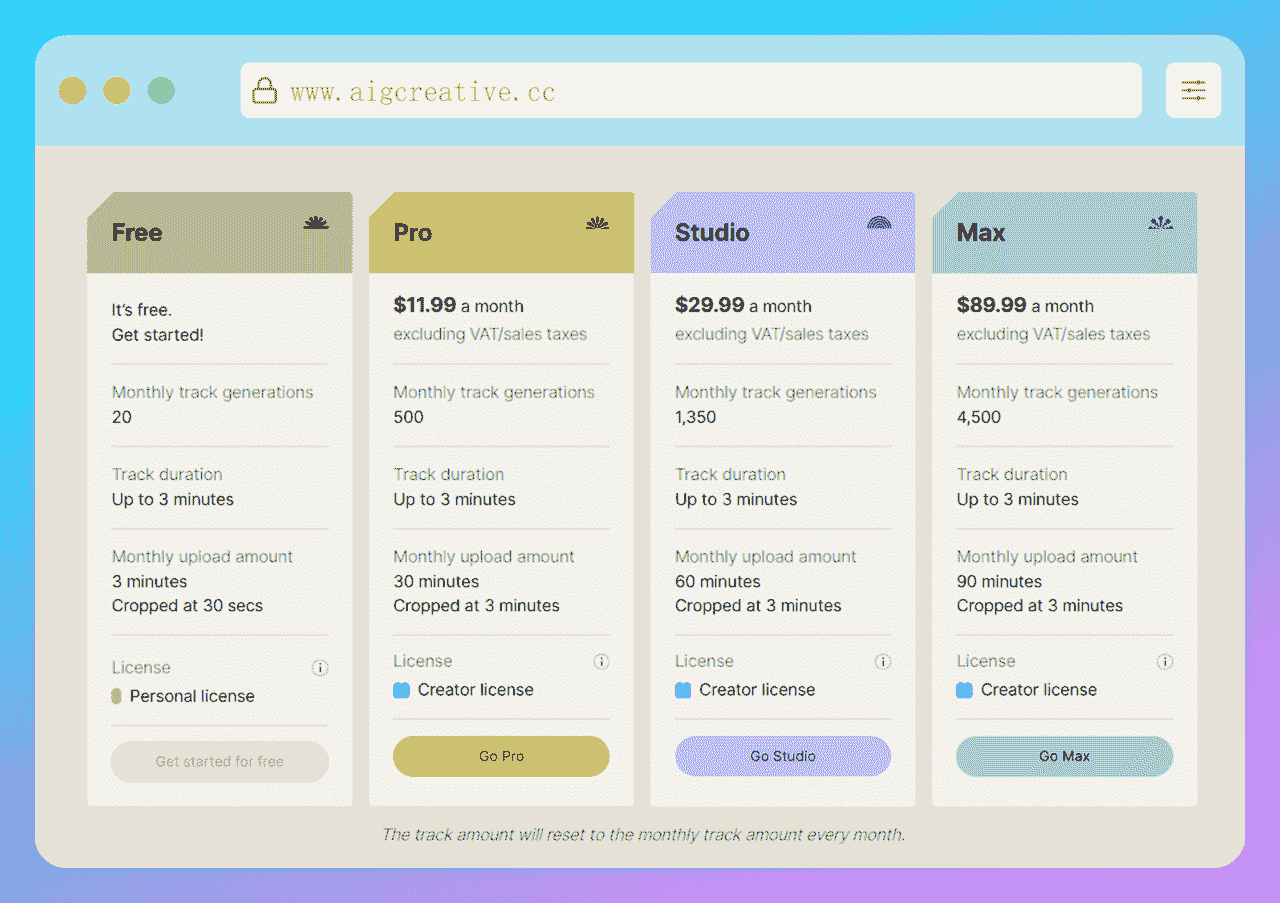 www.aigcreative.cc
Free
It's free.
Get started!
Monthly track generations
20
Track duration
Up to 3 minutes
Monthly upload amount
3 minutes
Cropped at 30 secs
License
Personal license
Get started for free
Pro
$11.99 a month
excluding VAT/sales taxes
Monthly track generations
500
Track duration
Up to 3 minutes
Monthly upload amount
30 minutes
Cropped at 3 minutes
License
Creator license
Go Pro
Studio
$29.99 a month
excluding VAT/sales taxes
Monthly track generations
1,350
Track duration
Up to 3 minutes
Monthly upload amount
60 minutes
Cropped at 3 minutes
License
Creator license
Go Studio
Max
$89.99 a month
excluding VAT/sales taxes
Monthly track generations
4,500
Track duration
Up to 3 minutes
Monthly upload amount
90 minutes
Cropped at 3 minutes
License
Creator license
Go Max
The track amount will reset to the monthly track amount every month.